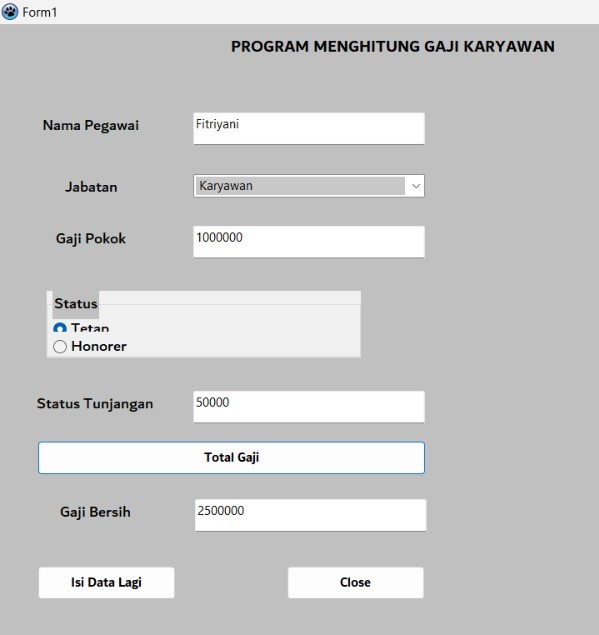 Form1
PROGRAM MENGHITUNG GAJI KARYAWAN
Nama Pegawai Fitriyani
Jabatan Karyawan
Gaji Pokok 1000000
Status
Tetap
Honorer
Status Tunjangan 50000
Total Gaji
Gaji Bersih 2500000
Isi Data Lagi Close